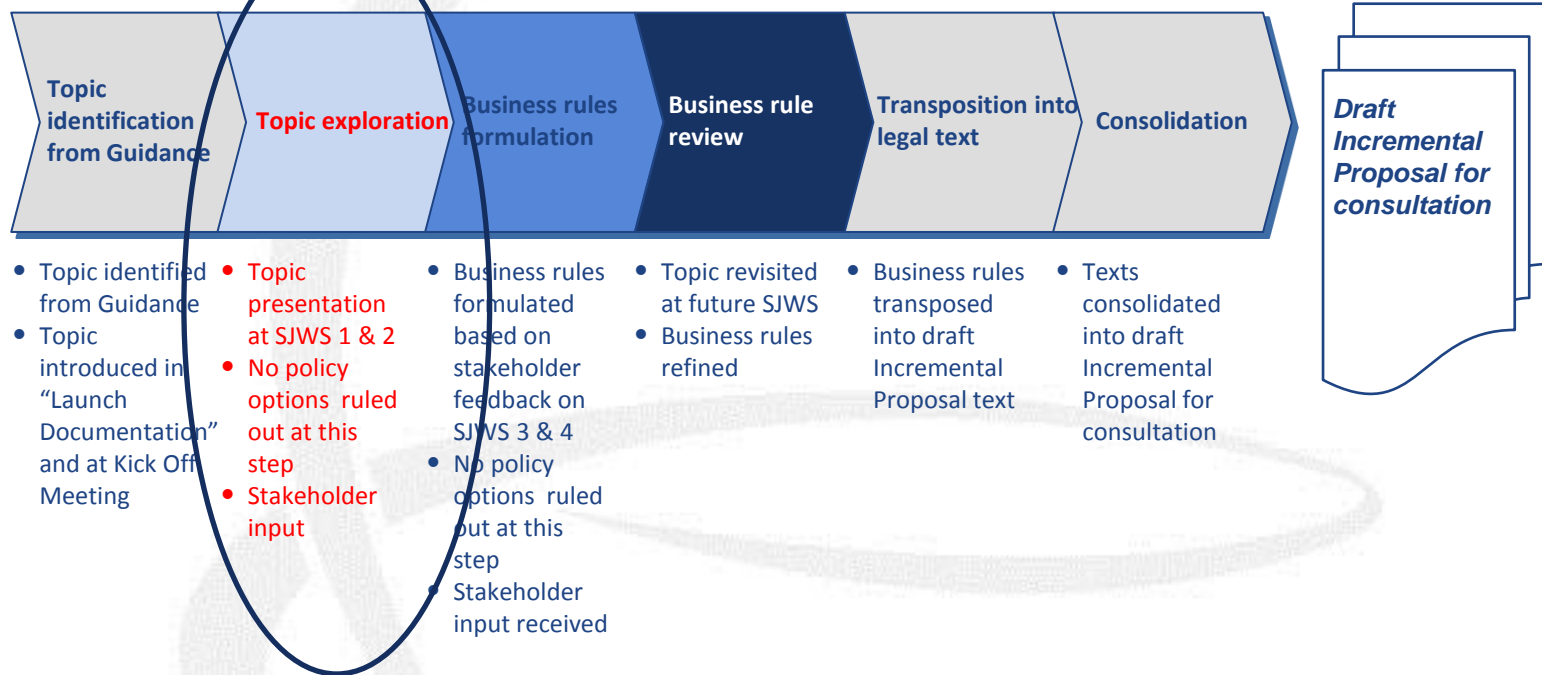 Topic
identification
from Guidance
Topic exploration
Business rules
formulation
Business rule
review
Transposition into
legal text
Consolidation
Draft
Incremental
Proposal for
consultation
• Topic identified
from Guidance
• Topic
introduced in
“Launch
Documentation”
and at Kick Off
Meeting
• Topic
presentation
at SJWS 1 & 2
• No policy
options ruled
out at this
step
• Stakeholder
input
• Business rules
formulated
based on
stakeholder
feedback on
SJWS 3 & 4
• No policy
options ruled
out at this
step
• Stakeholder
input received
• Topic revisited
at future SJWS
• Business rules
refined
• Business rules
transposed
into draft
Incremental
Proposal text
• Texts
consolidated
into draft
Incremental
Proposal for
consultation